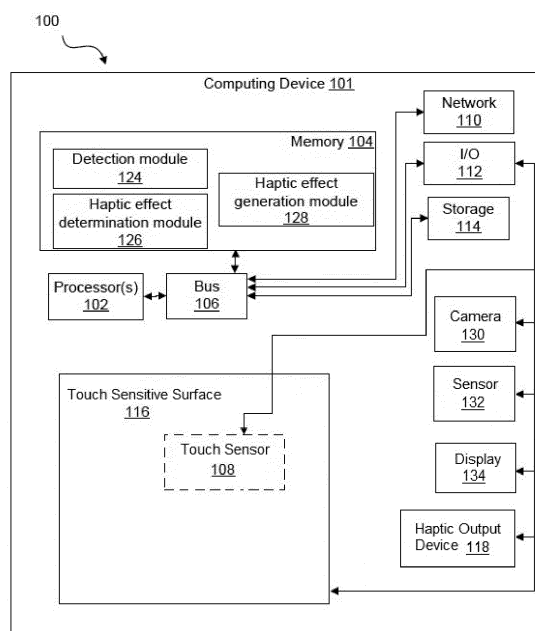 100
Computing Device 101
Memory 104
Detection module
124
Haptic effect
determination module
126
Haptic effect
generation module
128
Network
110
I/O
112
Storage
114
Processor(s)
102
Bus
106
Camera
130
Touch Sensitive Surface
116
Touch Sensor
108
Sensor
132
Display
134
Haptic Output
Device 118